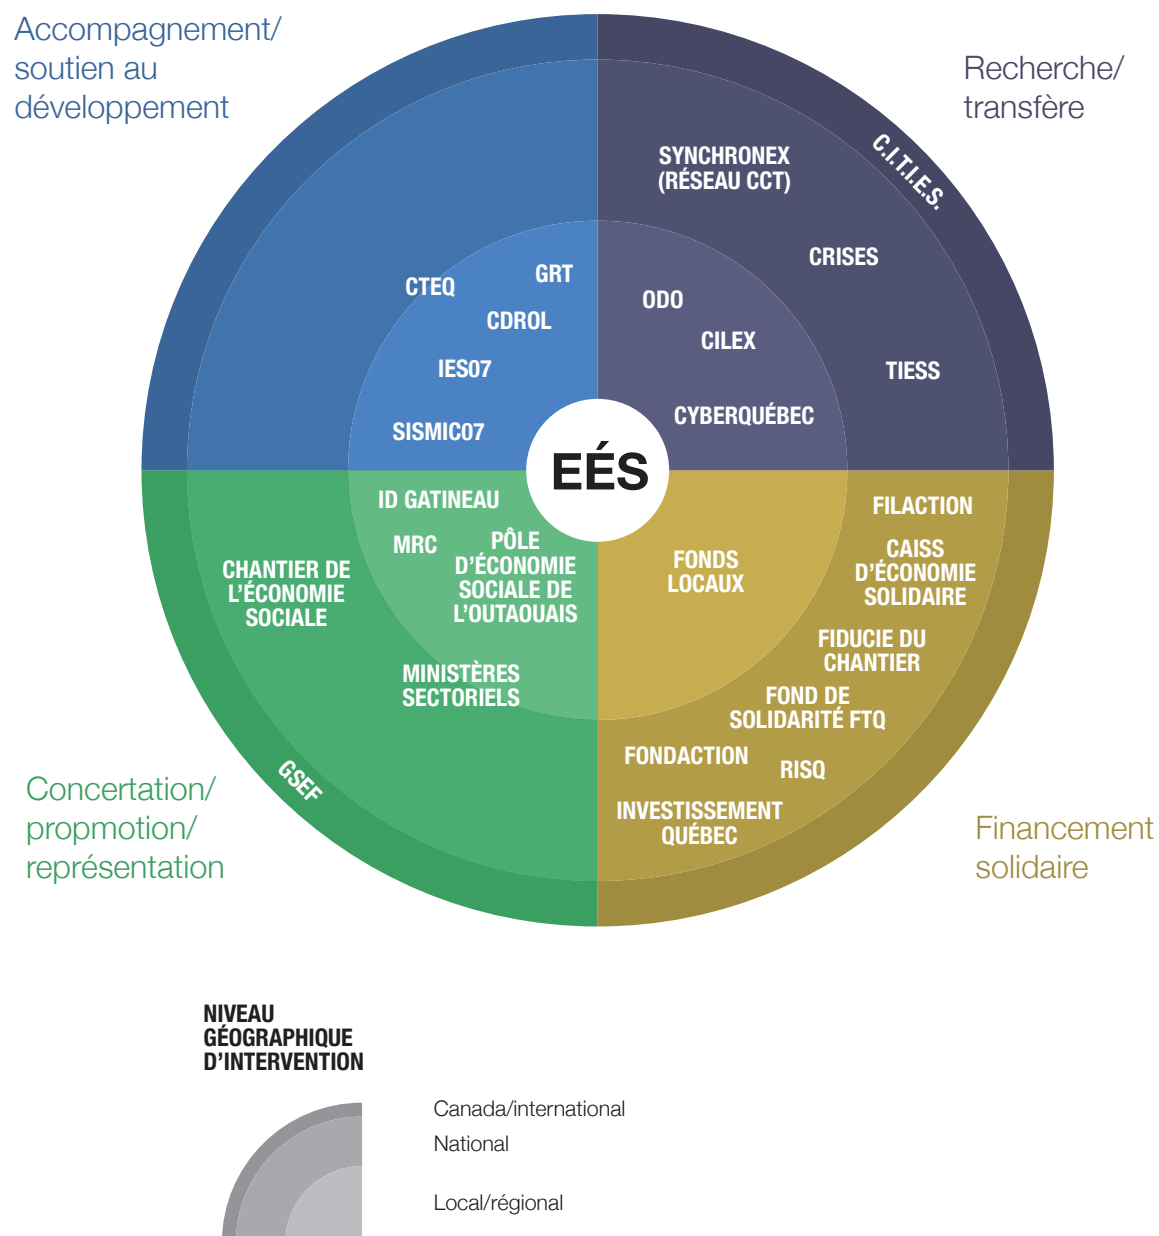 Accompagnement/
soutien au
développement
Recherche/
transfère
SYNCHRONEX
(RÉSEAU CCT)
C.I.T.I.E.S.
CRISES
TIESS
ODO
CILEX
CYBERQUÉBEC
CTEQ
GRT
CDROL
IES07
SISMIC07
EÉS
ID GATINEAU
MRC
PÔLE
D'ÉCONOMIE
SOCIALE DE
L'OUTAOUAIS
CHANTIER DE
L'ÉCONOMIE
SOCIALE
MINISTÈRES
SECTORIELS
GSEF
FONDS
LOCAUX
FILACTION
CAISS
D'ÉCONOMIE
SOLIDAIRE
FIDUCIE DU
CHANTIER
FOND DE
SOLIDARITÉ FTQ
FONDACTION
RISQ
INVESTISSEMENT
QUÉBEC
Concertation/
propmotion/
représentation
Financement
solidaire
NIVEAU
GÉOGRAPHIQUE
D'INTERVENTION
Canada/international
National
Local/régional